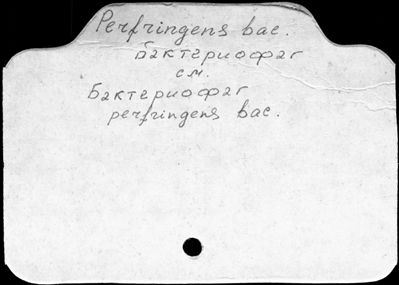 Perfringens bac.
бактериофаг
см.
Бактериофаг
perfringens bac.